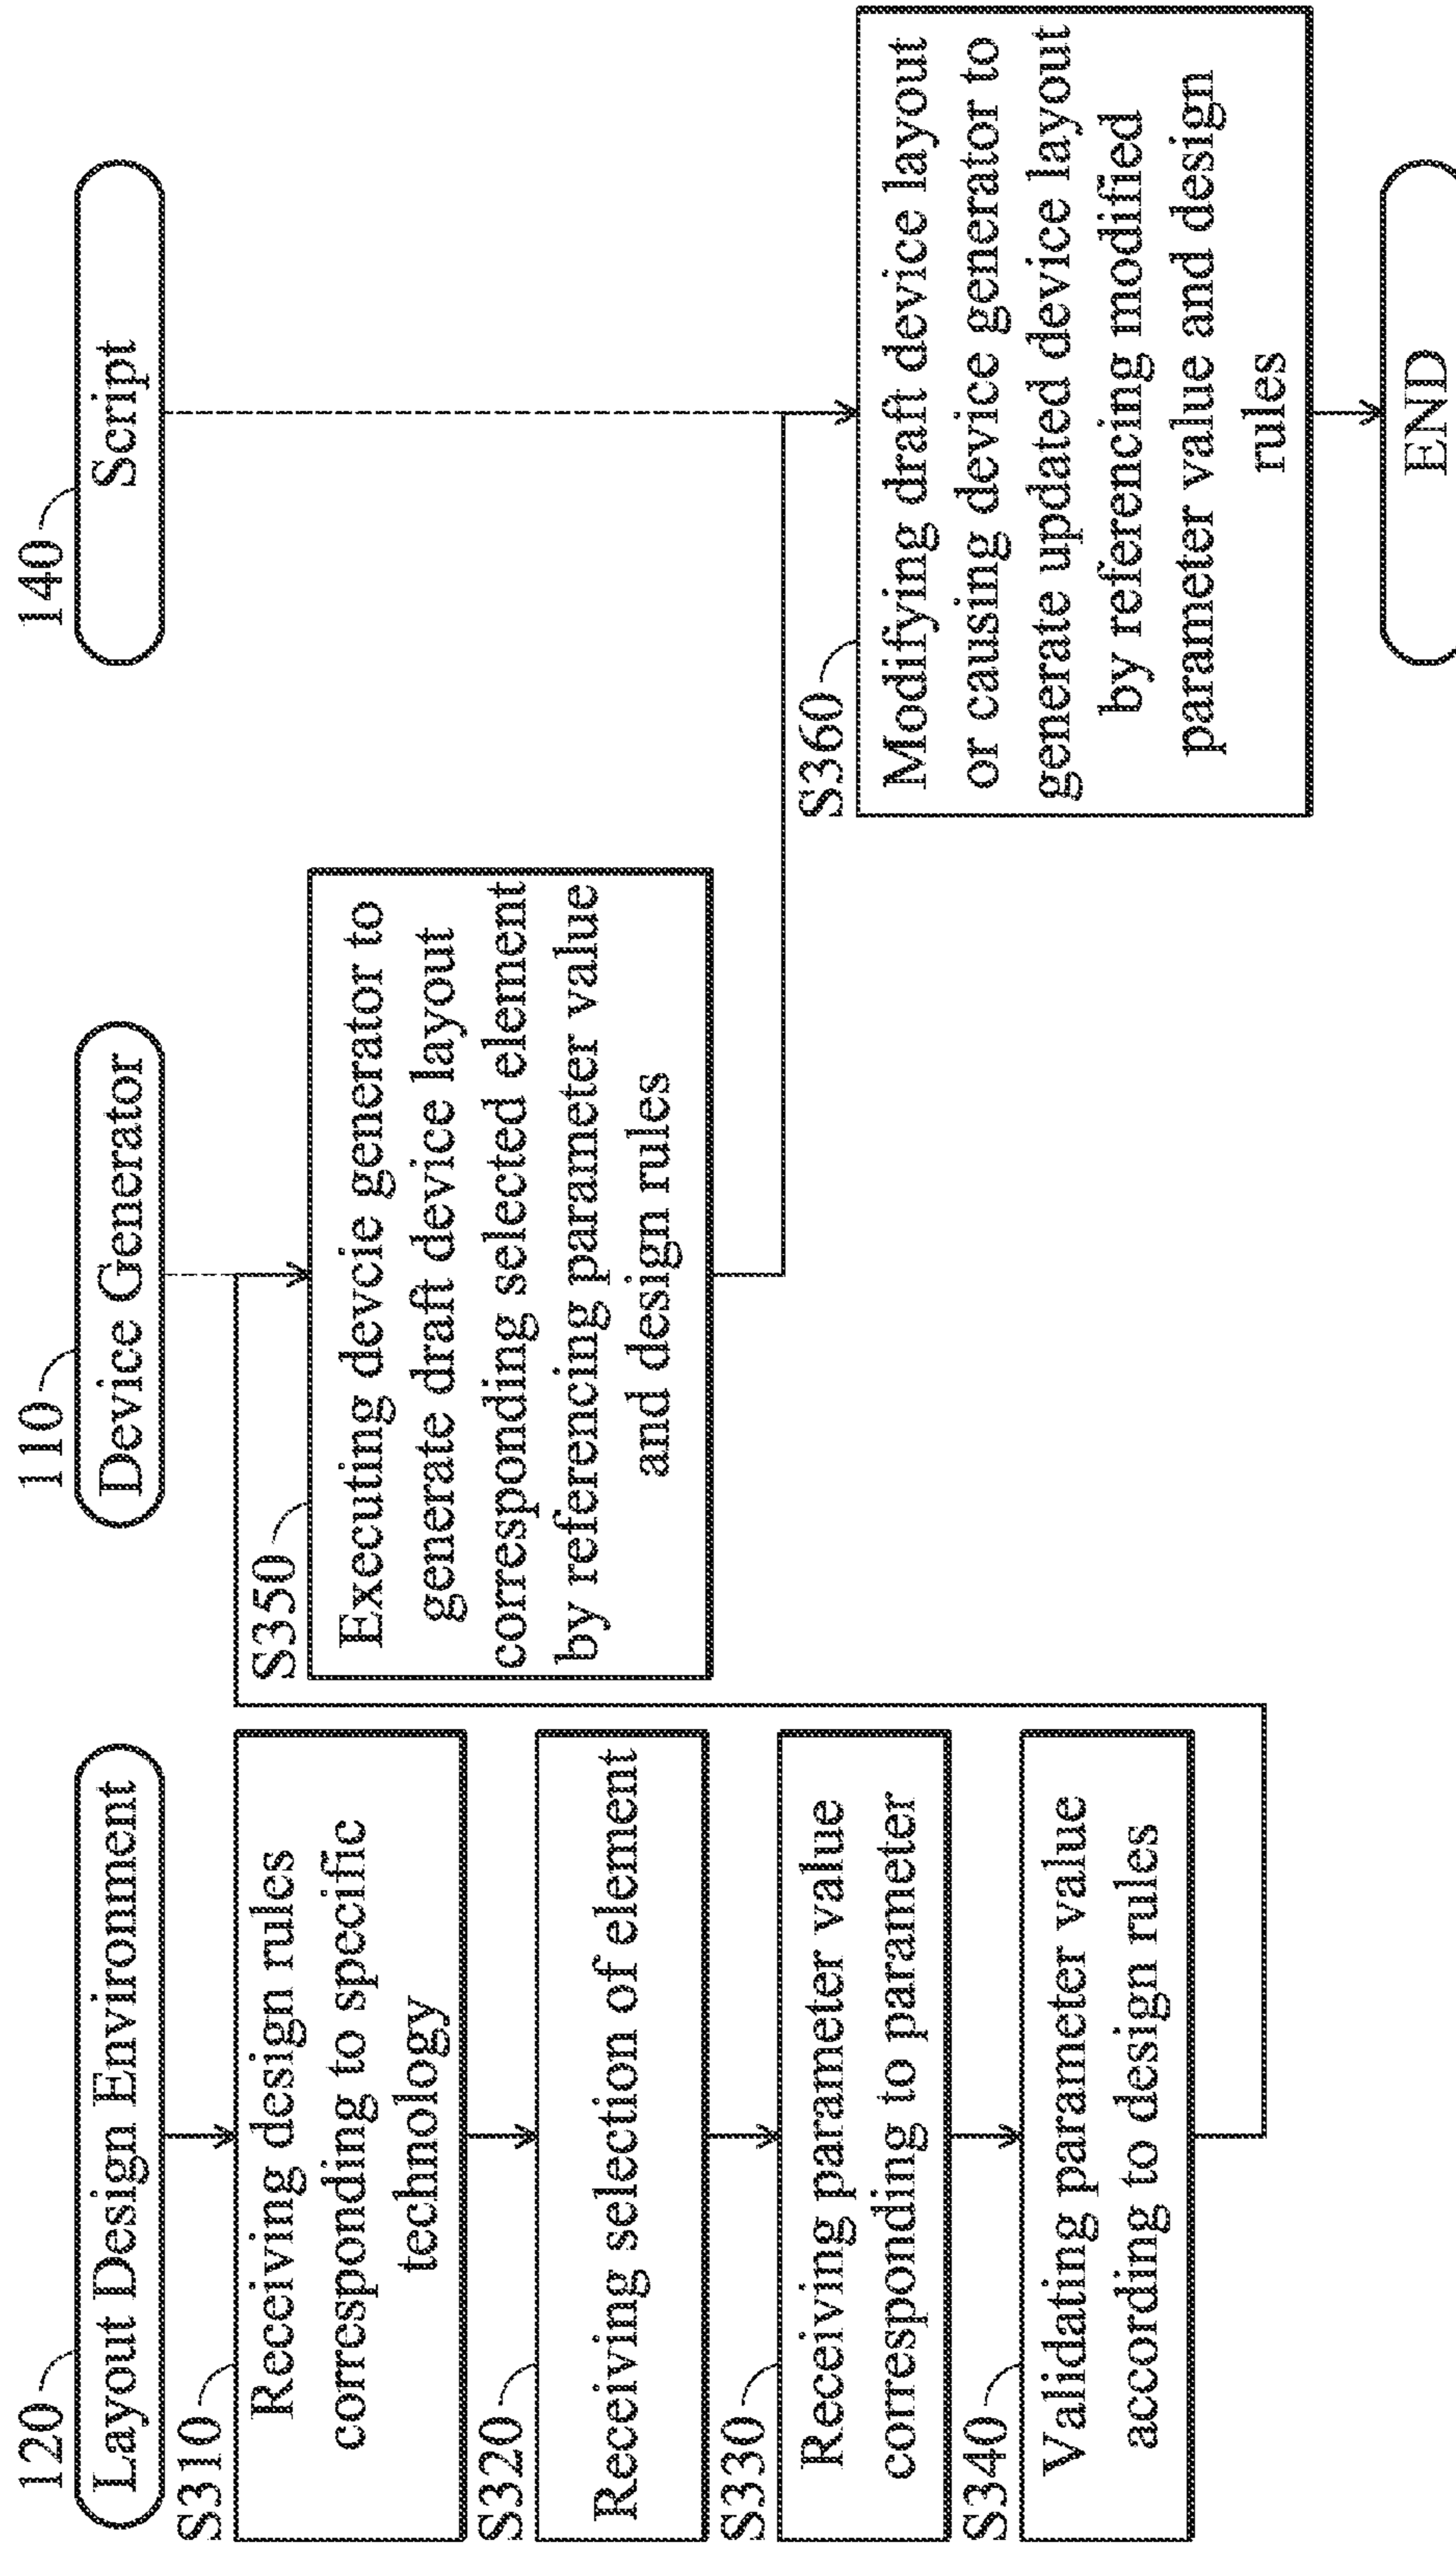 120
Layout Design Environment
S310
Receiving design rules
corresponding to specific
technology
S320
Receiving selection of element
S330
Receiving parameter value
corresponding to parameter
S340
Validating parameter value
according to design rules
110
Device Generator
S350
Executing devcie generator to
generate draft device layout
corresponding selected element
by referencing parameter value
and design rules
140
Script
S360
Modifying draft device layout
or causing device generator to
generate updated device layout
by referencing modified
parameter value and design
rules
END